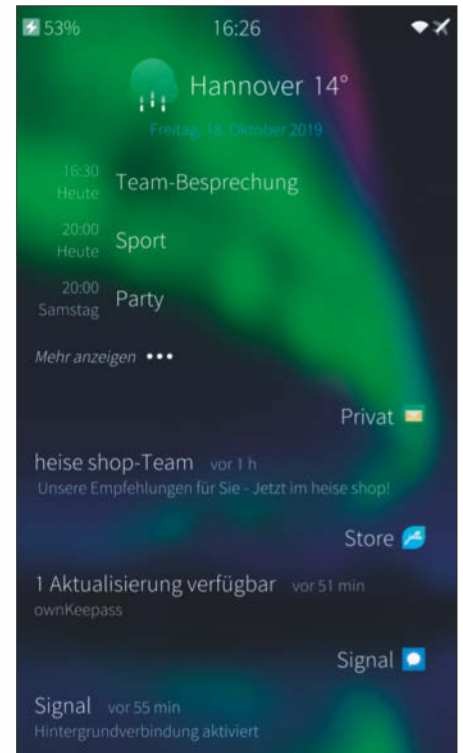 53% 16:26
Hannover 14°
Freitag, 18. Oktober 2019
16:30 Team-Besprechung
Heute
20:00 Sport
Heute
20:00 Party
Samstag
Mehr anzeigen •••
Privat
heise shop-Team vor 1 h
Unsere Empfehlungen für Sie - Jetzt im heise shop!
Store
1 Aktualisierung verfügbar vor 51 min
ownKeepass
Signal
Signal vor 55 min
Hintergrundverbindung aktiviert